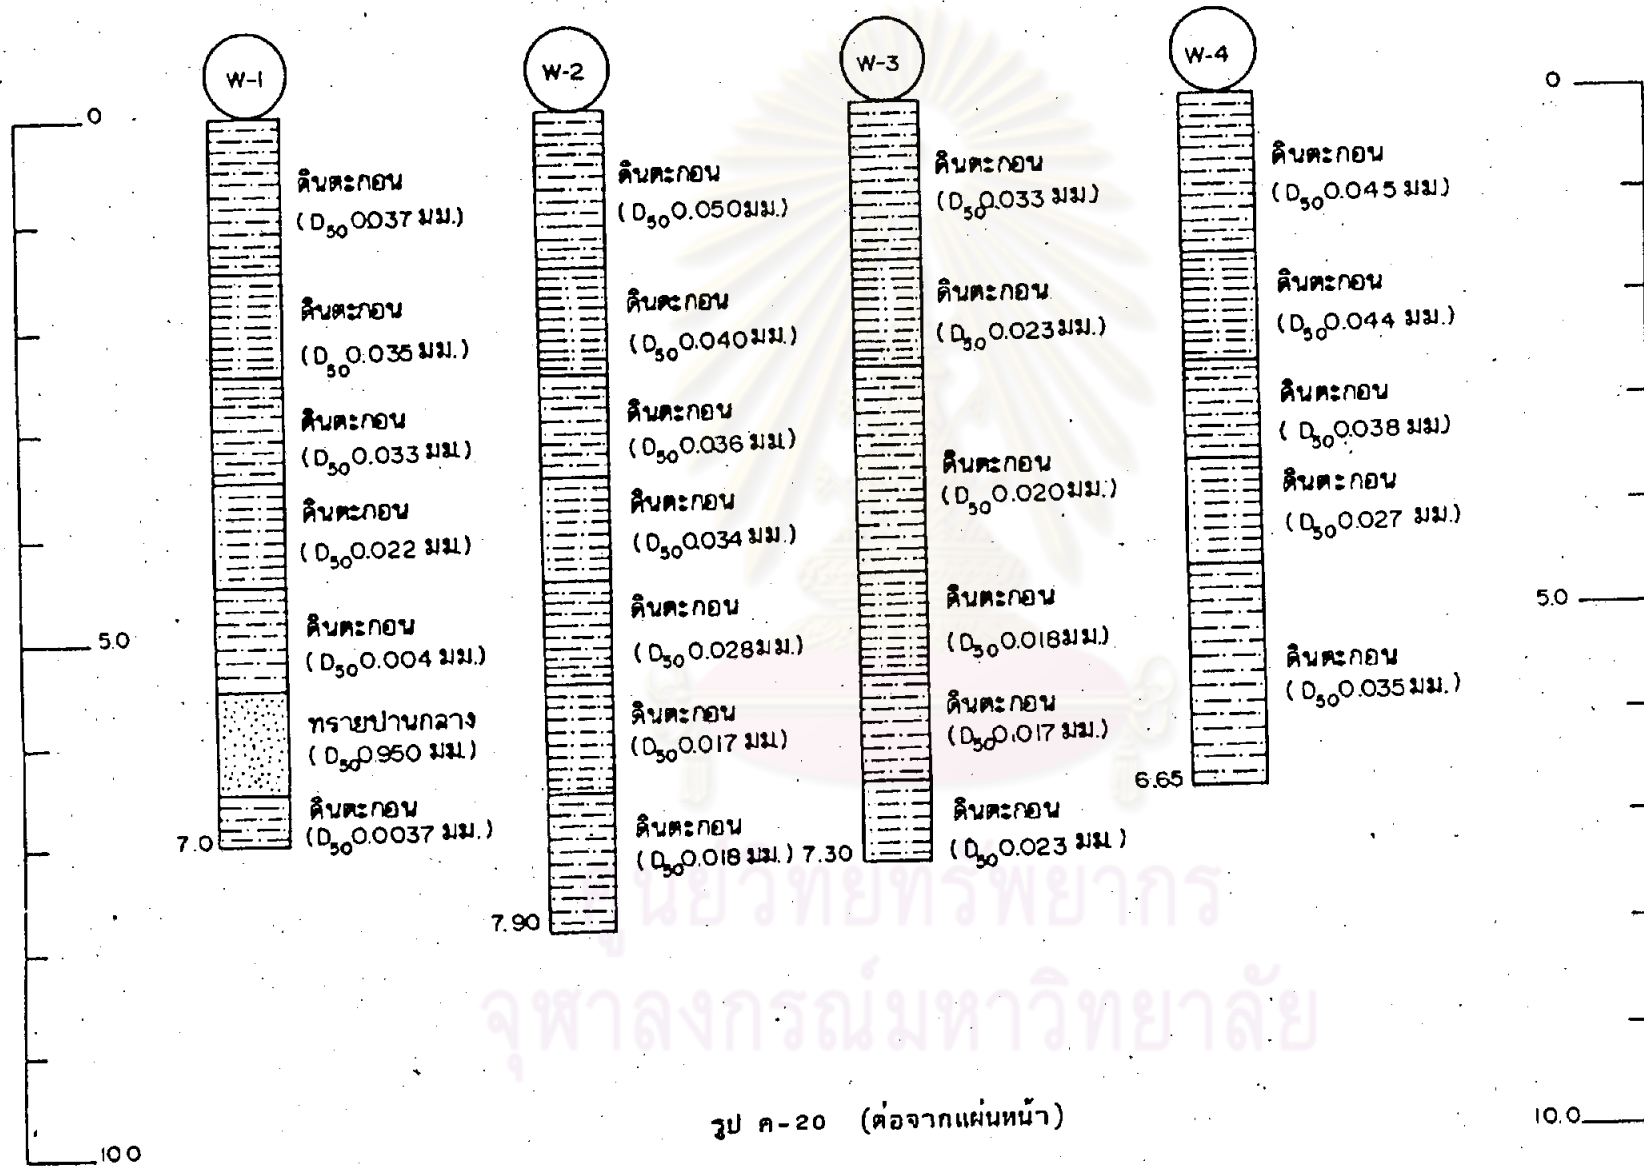 W-1
W-2
W-3
W-4
0
5.0
10.0
ดินตะกอน
(D50 0.037 มม.)
ดินตะกอน
(D50 0.035 มม.)
ดินตะกอน
(D50 0.033 มม.)
ดินตะกอน
(D50 0.022 มม.)
ดินตะกอน
(D50 0.004 มม.)
ทรายปานกลาง
(D50 0.950 มม.)
ดินตะกอน
(D50 0.0037 มม.)
7.0
ดินตะกอน
(D50 0.050 มม.)
ดินตะกอน
(D50 0.040 มม.)
ดินตะกอน
(D50 0.036 มม.)
ดินตะกอน
(D50 0.034 มม.)
ดินตะกอน
(D50 0.028 มม.)
ดินตะกอน
(D50 0.017 มม.)
ดินตะกอน
(D50 0.018 มม.)
7.90
ดินตะกอน
(D50 0.033 มม.)
ดินตะกอน
(D50 0.023 มม.)
ดินตะกอน
(D50 0.020 มม.)
ดินตะกอน
(D50 0.018 มม.)
ดินตะกอน
(D50 0.017 มม.)
ดินตะกอน
(D50 0.023 มม.)
7.30
ดินตะกอน
(D50 0.045 มม.)
ดินตะกอน
(D50 0.044 มม.)
ดินตะกอน
(D50 0.038 มม.)
ดินตะกอน
(D50 0.027 มม.)
ดินตะกอน
(D50 0.035 มม.)
6.65
0
5.0
10.0
ศูนย์วิทยทรัพยากร
จุฬาลงกรณ์มหาวิทยาลัย
รูป ค-20 (ต่อจากแผ่นหน้า)